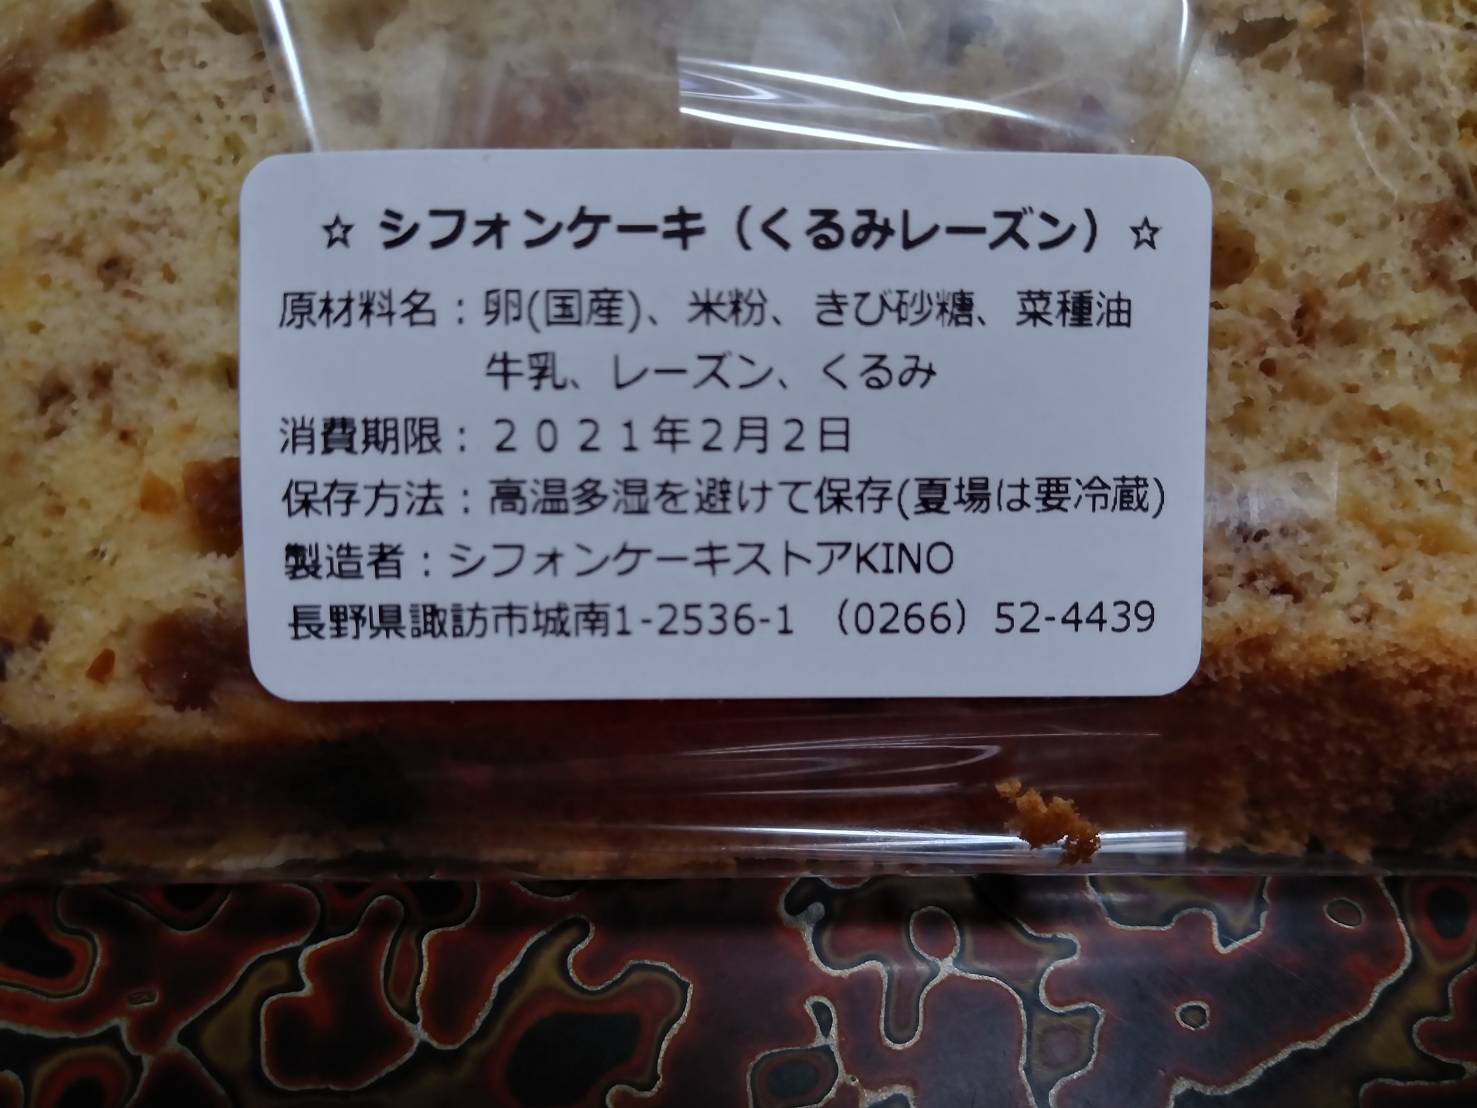 ☆ シフォンケーキ（くるみレーズン）☆
原材料名：卵(国産)、米粉、きび砂糖、菜種油
牛乳、レーズン、くるみ
消費期限：２０２１年２月２日
保存方法：高温多湿を避けて保存(夏場は要冷蔵)
製造者：シフォンケーキストアKINO
長野県諏訪市城南1-2536-1 （0266）52-4439